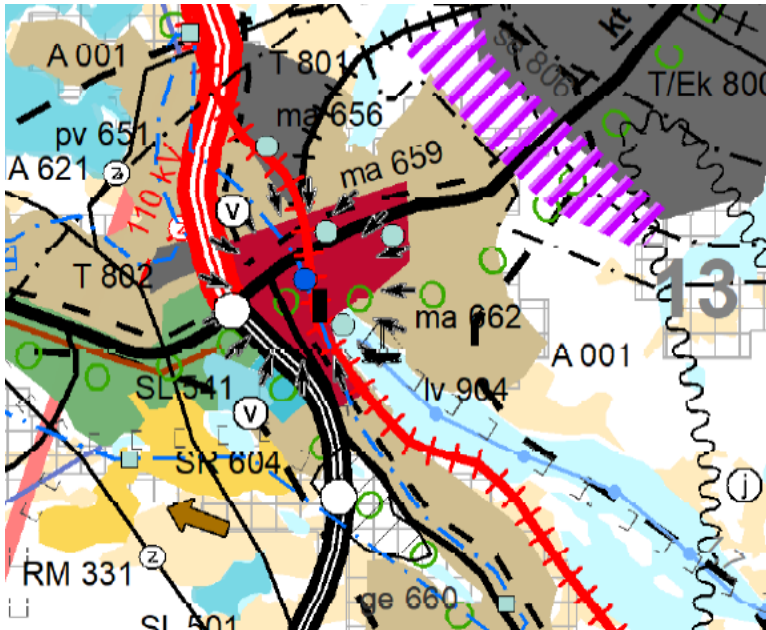 kt
A 001
T 801
se 806
T/Ek 800
ma 656
pv 651
ma 659
A 621
z
110 kV
v
T 802
13
ma 662
A 001
SL 541
lv 904
v
SR 604
j
z
RM 331
ge 660
SL 501